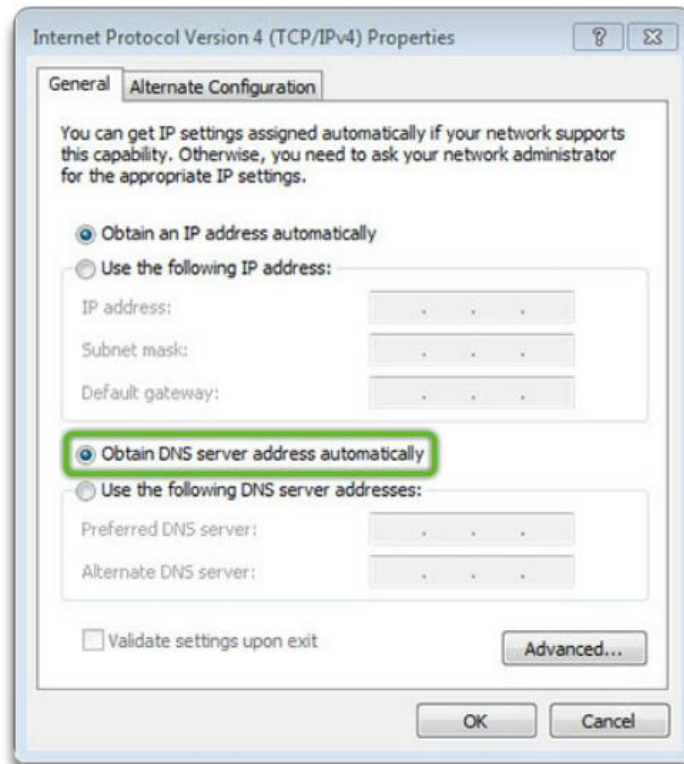 Internet Protocol Version 4 (TCP/IPv4) Properties
General
Alternate Configuration
You can get IP settings assigned automatically if your network supports
this capability. Otherwise, you need to ask your network administrator
for the appropriate IP settings.
Obtain an IP address automatically
Use the following IP address:
IP address:
Subnet mask:
Default gateway:
Obtain DNS server address automatically
Use the following DNS server addresses:
Preferred DNS server:
Alternate DNS server:
Validate settings upon exit
Advanced...
OK
Cancel